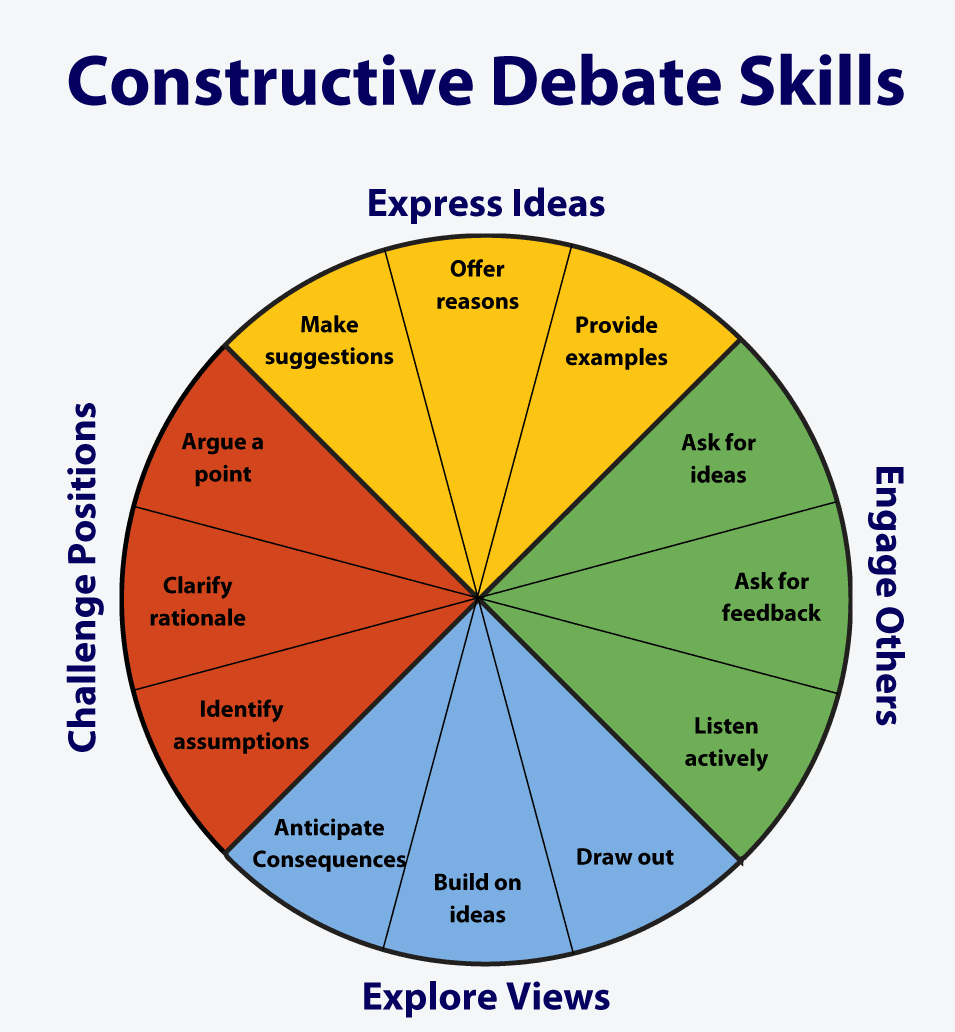 Constructive Debate Skills
Express Ideas
Make
suggestions
Offer
reasons
Provide
examples
Engage Others
Ask for
ideas
Ask for
feedback
Listen
actively
Explore Views
Draw out
Build on
ideas
Anticipate
Consequences
Challenge Positions
Identify
assumptions
Clarify
rationale
Argue a
point